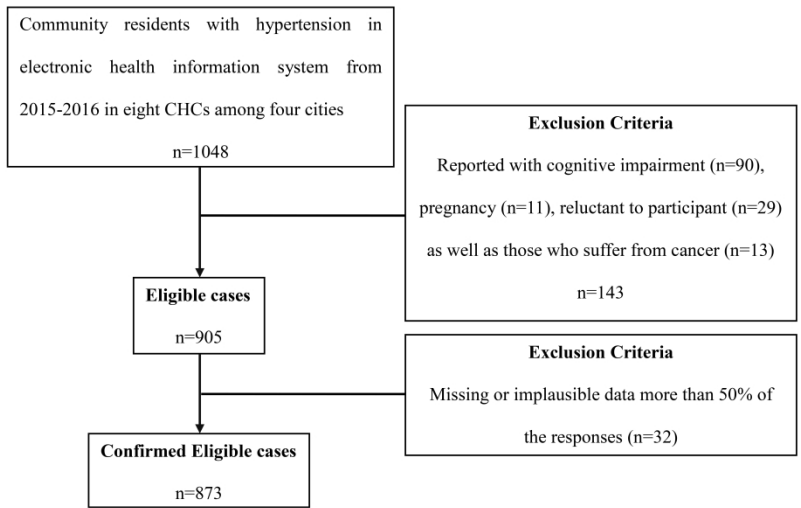 Community residents with hypertension in
electronic health information system from
2015-2016 in eight CHCs among four cities
n=1048
Exclusion Criteria
Reported with cognitive impairment (n=90),
pregnancy (n=11), reluctant to participant (n=29)
as well as those who suffer from cancer (n=13)
n=143
Eligible cases
n=905
Exclusion Criteria
Missing or implausible data more than 50% of
the responses (n=32)
Confirmed Eligible cases
n=873